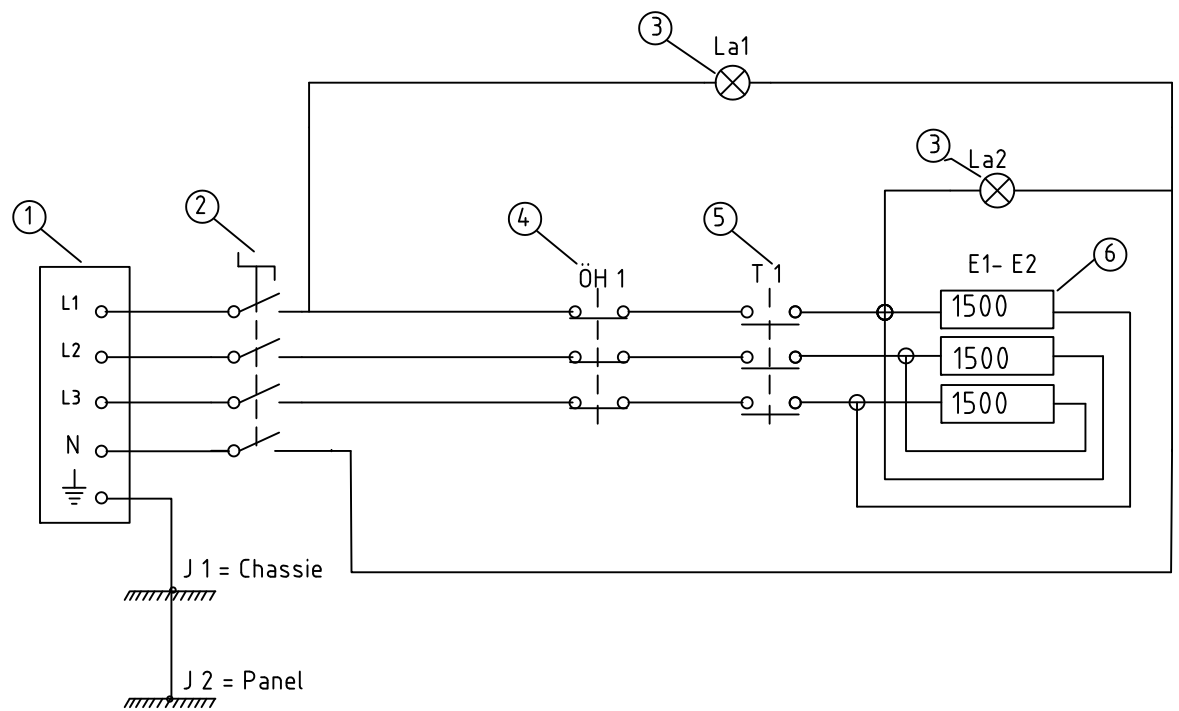 3
La1
3
La2
1
2
4
5
6
ÖH 1
T 1
E1- E2
L1
1500
L2
1500
L3
1500
N
J 1 = Chassie
J 2 = Panel